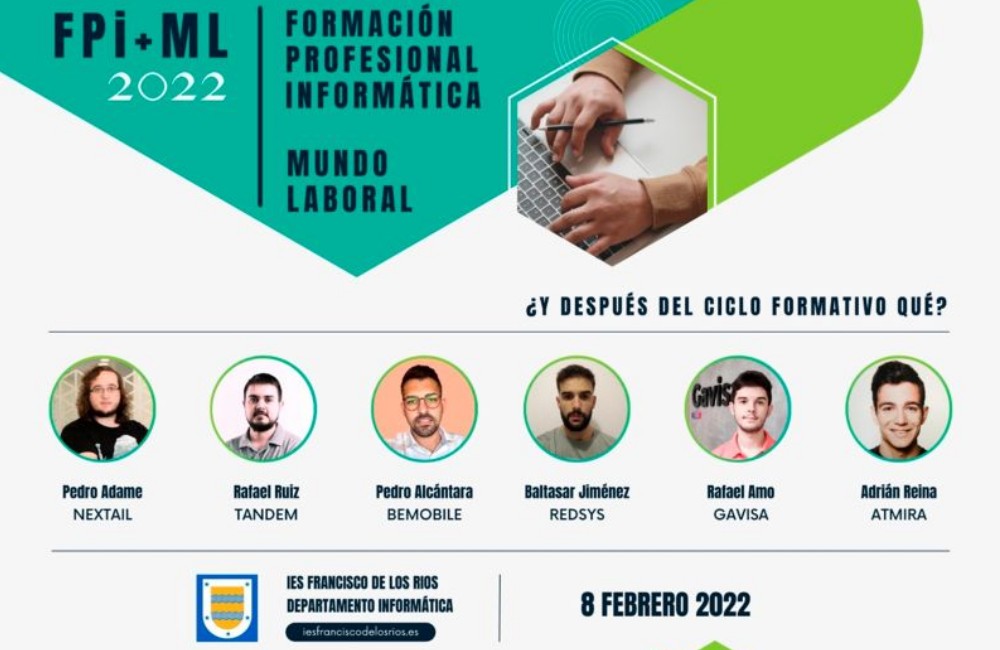 FPi+ML
2022
FORMACIÓN
PROFESIONAL
INFORMÁTICA
MUNDO
LABORAL
¿Y DESPUÉS DEL CICLO FORMATIVO QUÉ?
Gavis
Pedro Adame
NEXTAIL
Rafael Ruiz
TANDEM
Pedro Alcántara
BEMOBILE
Baltasar Jiménez
REDSYS
Rafael Amo
GAVISA
Adrián Reina
ATMIRA
IES FRANCISCO DE LOS RIOS
DEPARTAMENTO INFORMÁTICA
iesfranciscodelosrios.es
8 FEBRERO 2022